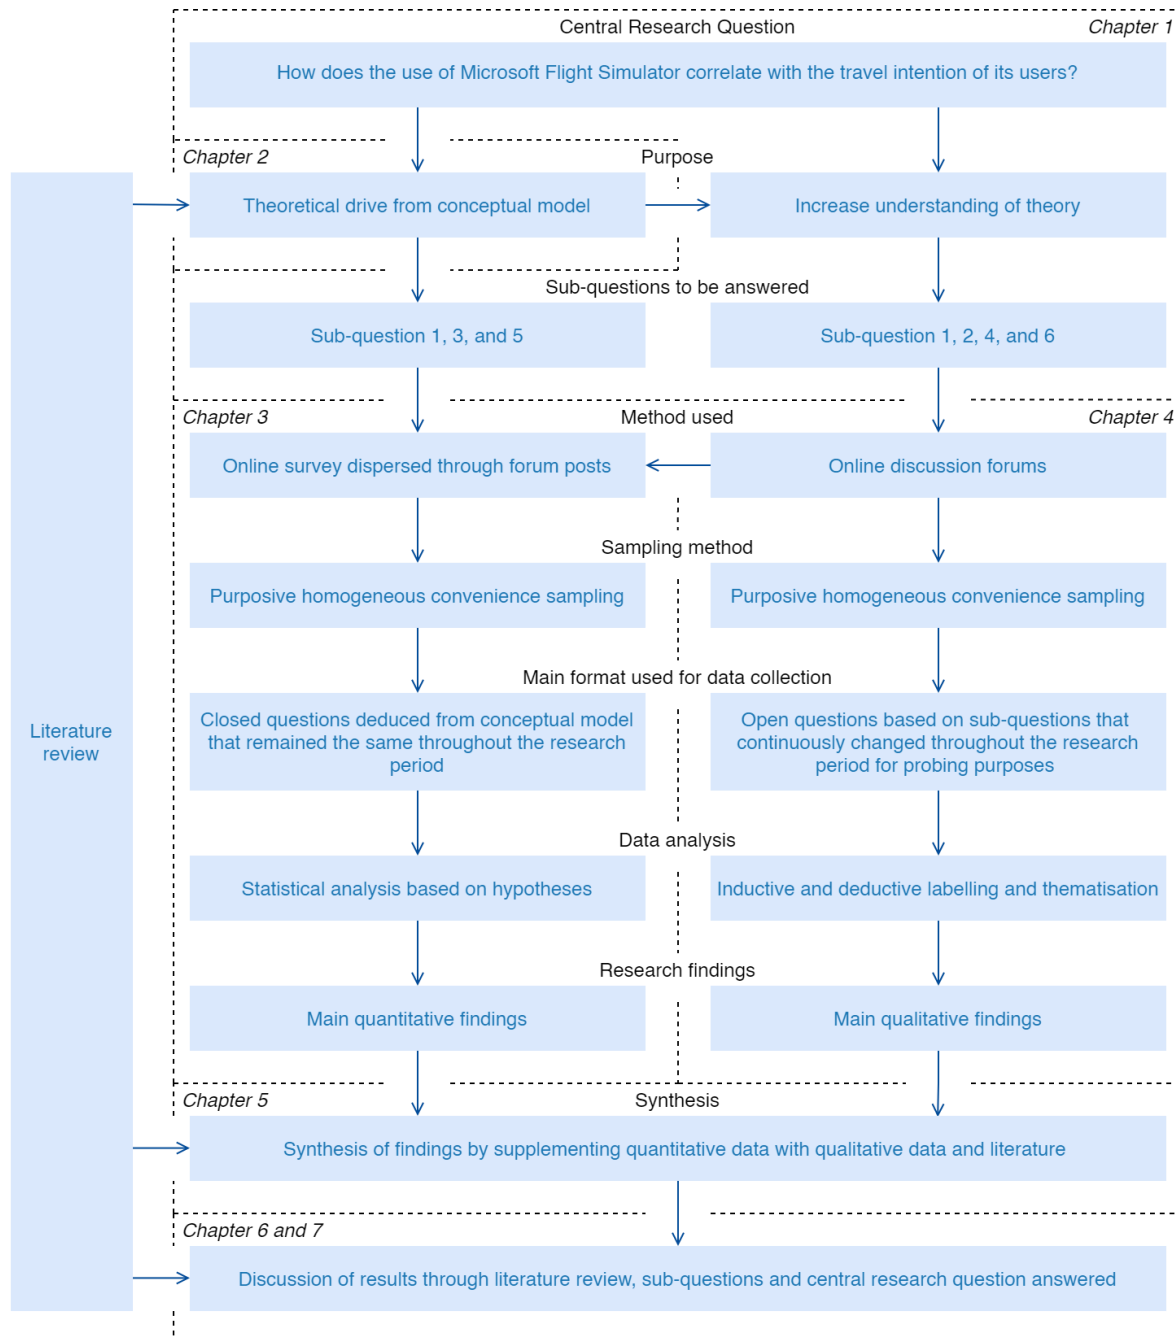 Central Research Question
Chapter 1
How does the use of Microsoft Flight Simulator correlate with the travel intention of its users?
Chapter 2
Purpose
Theoretical drive from conceptual model
Increase understanding of theory
Sub-questions to be answered
Sub-question 1, 3, and 5
Sub-question 1, 2, 4, and 6
Chapter 3
Method used
Chapter 4
Online survey dispersed through forum posts
Online discussion forums
Sampling method
Purposive homogeneous convenience sampling
Purposive homogeneous convenience sampling
Main format used for data collection
Literature
review
Closed questions deduced from conceptual model
that remained the same throughout the research
period
Open questions based on sub-questions that
continuously changed throughout the research
period for probing purposes
Data analysis
Statistical analysis based on hypotheses
Inductive and deductive labelling and thematisation
Research findings
Main quantitative findings
Main qualitative findings
Chapter 5
Synthesis
Synthesis of findings by supplementing quantitative data with qualitative data and literature
Chapter 6 and 7
Discussion of results through literature review, sub-questions and central research question answered